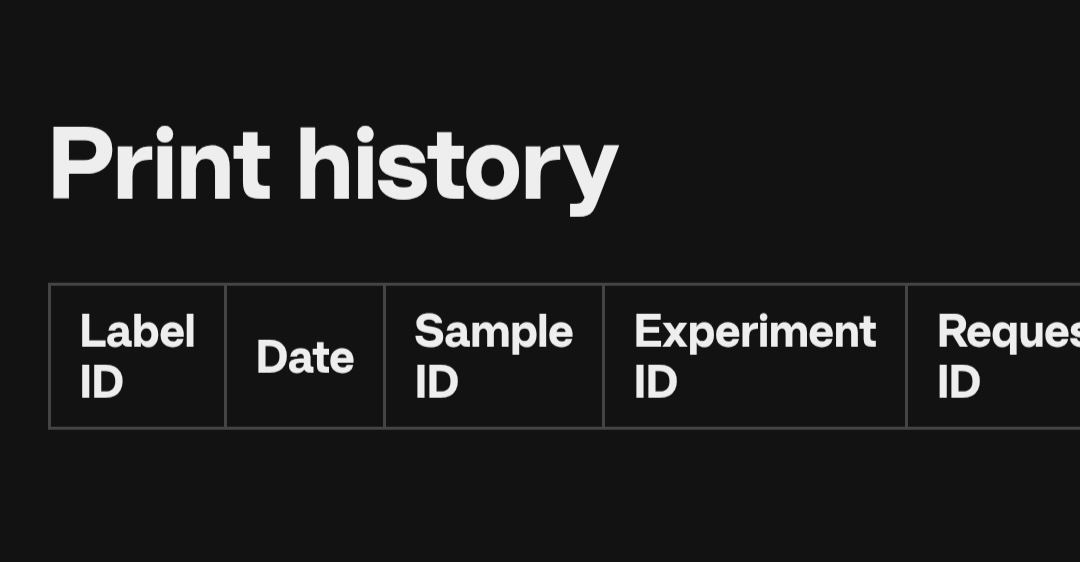 Print history
Label ID
Date
Sample ID
Experiment ID
ID